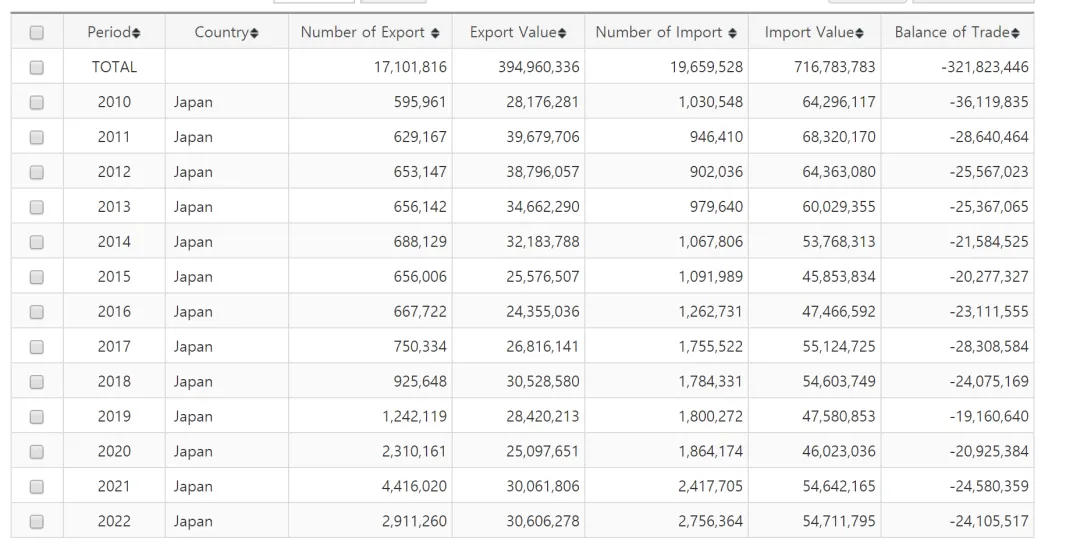 Period Country Number of Export Export Value Number of Import Import Value Balance of Trade
TOTAL 17,101,816 394,960,336 19,659,528 716,783,783 -321,823,446
2010 Japan 595,961 28,176,281 1,030,548 64,296,117 -36,119,835
2011 Japan 629,167 39,679,706 946,410 68,320,170 -28,640,464
2012 Japan 653,147 38,796,057 902,036 64,363,080 -25,567,023
2013 Japan 656,142 34,662,290 979,640 60,029,355 -25,367,065
2014 Japan 688,129 32,183,788 1,067,806 53,768,313 -21,584,525
2015 Japan 656,006 25,576,507 1,091,989 45,853,834 -20,277,327
2016 Japan 667,722 24,355,036 1,262,731 47,466,592 -23,111,555
2017 Japan 750,334 26,816,141 1,755,522 55,124,725 -28,308,584
2018 Japan 925,648 30,528,580 1,784,331 54,603,749 -24,075,169
2019 Japan 1,242,119 28,420,213 1,800,272 47,580,853 -19,160,640
2020 Japan 2,310,161 25,097,651 1,864,174 46,023,036 -20,925,384
2021 Japan 4,416,020 30,061,806 2,417,705 54,642,165 -24,580,359
2022 Japan 2,911,260 30,606,278 2,756,364 54,711,795 -24,105,517